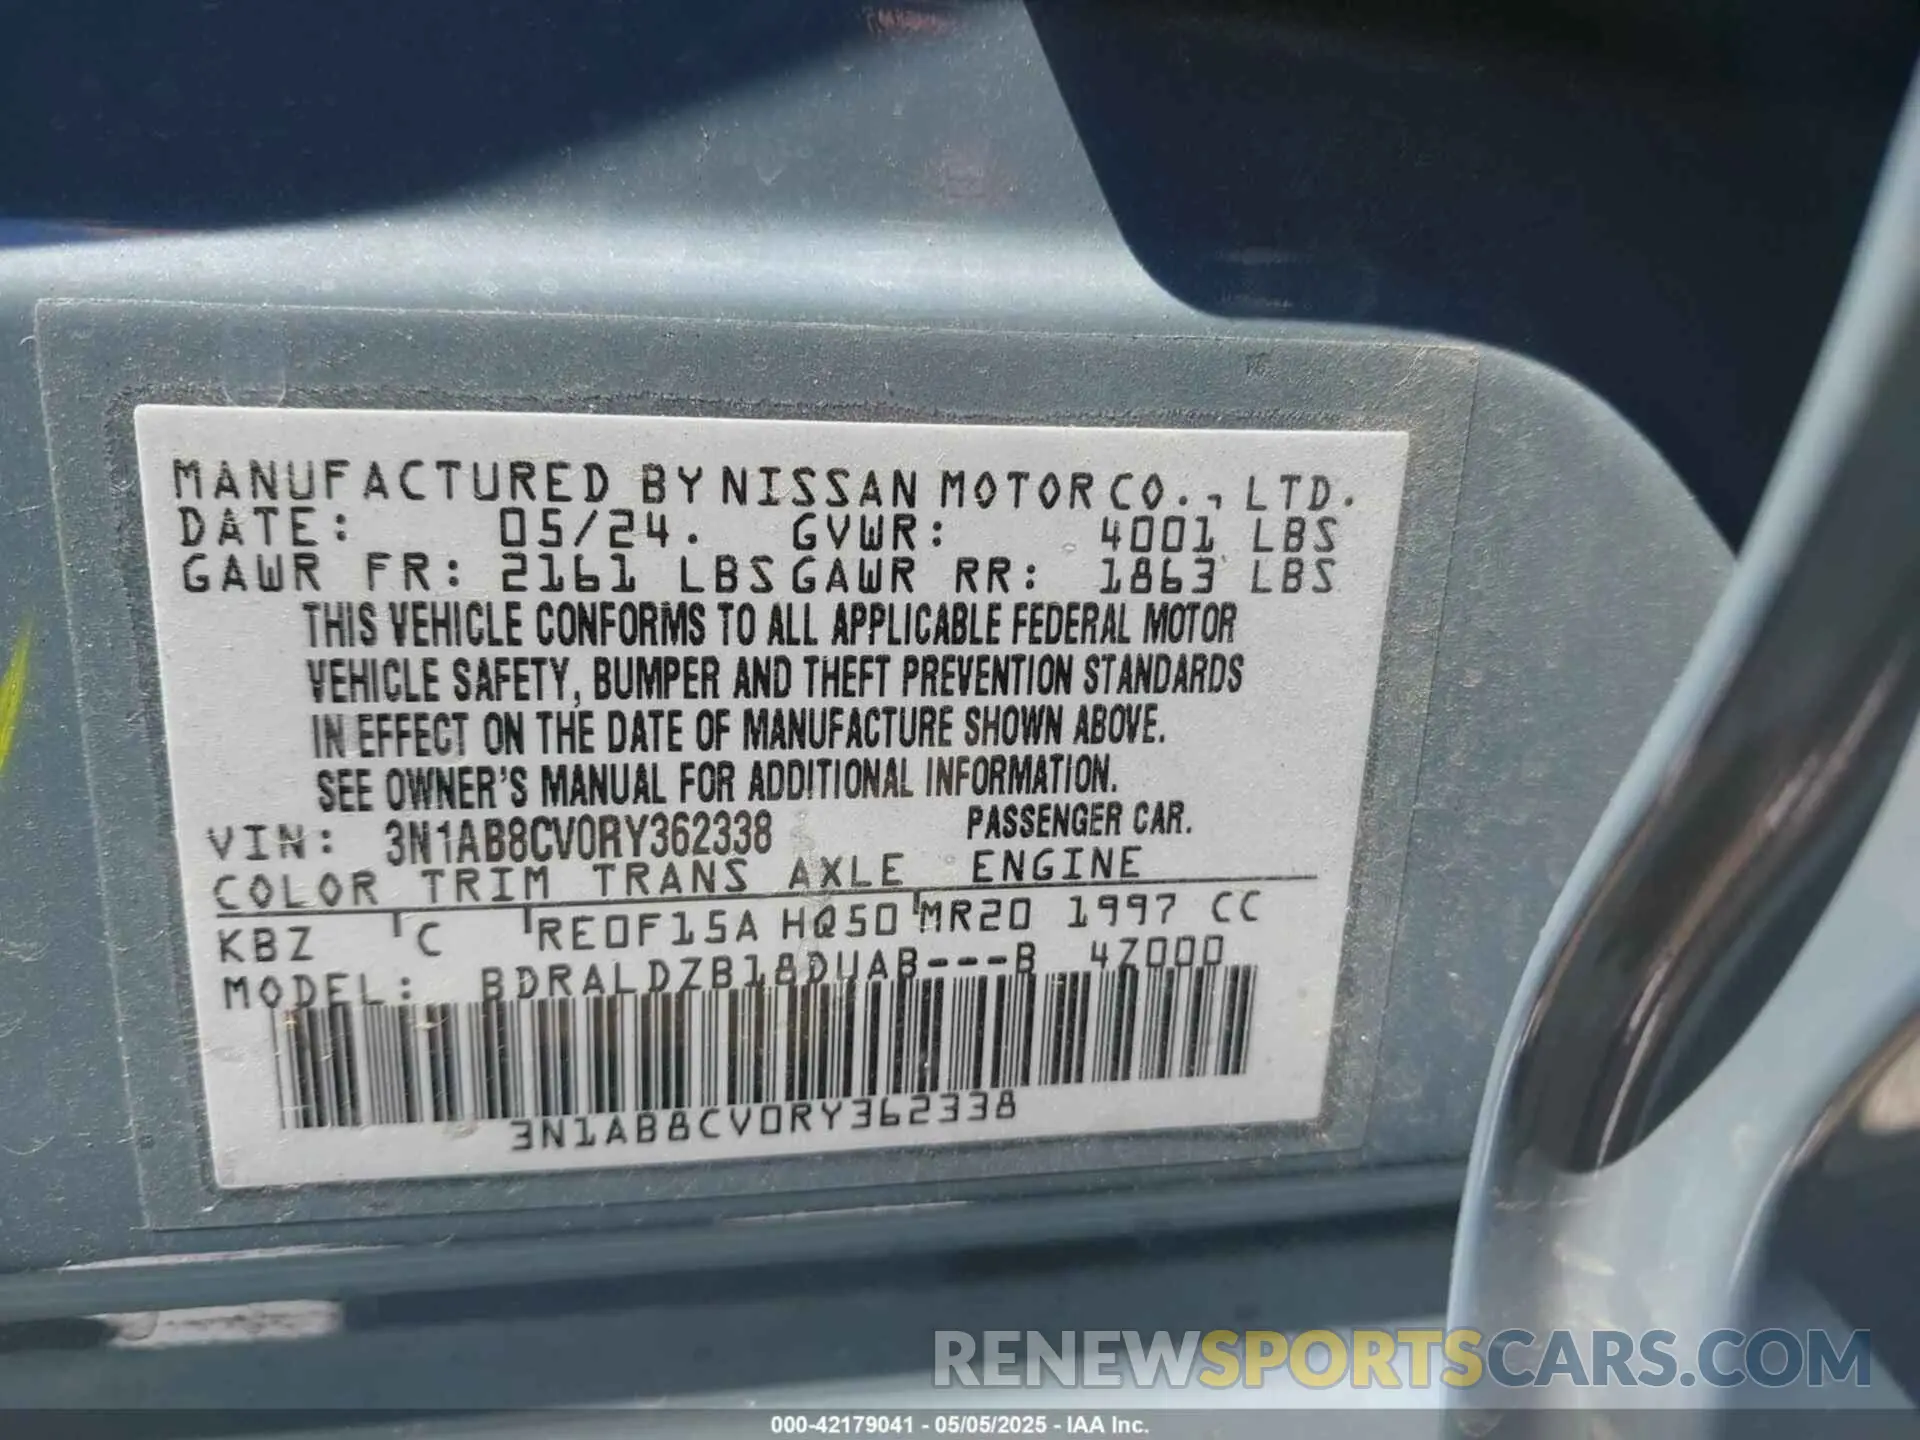 MANUFACTURED BY NISSAN MOTOR CO., LTD.
DATE: 05/24. GVWR: 4001 LBS
GAWR FR: 2161 LBS GAWR RR: 1863 LBS
THIS VEHICLE CONFORMS TO ALL APPLICABLE FEDERAL MOTOR
VEHICLE SAFETY, BUMPER AND THEFT PREVENTION STANDARDS
IN EFFECT ON THE DATE OF MANUFACTURE SHOWN ABOVE.
SEE OWNER'S MANUAL FOR ADDITIONAL INFORMATION.
VIN: 3N1AB8CV0RY362338 PASSENGER CAR.
COLOR TRIM TRANS AXLE ENGINE
KBZ C RE0F15A HQ50 MR20 1997 CC
MODEL: BDRALDZB18DUAB---B 4Z000
3N1AB8CV0RY362338
RENEWSPORTSCARS.COM
000-42179041 - 05/05/2025 - IAA Inc.